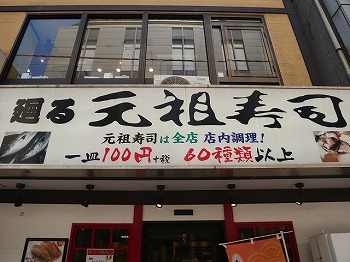 廻る 元祖寿司
元祖寿司は全店 店内調理!
一皿100円+税 60種類以上